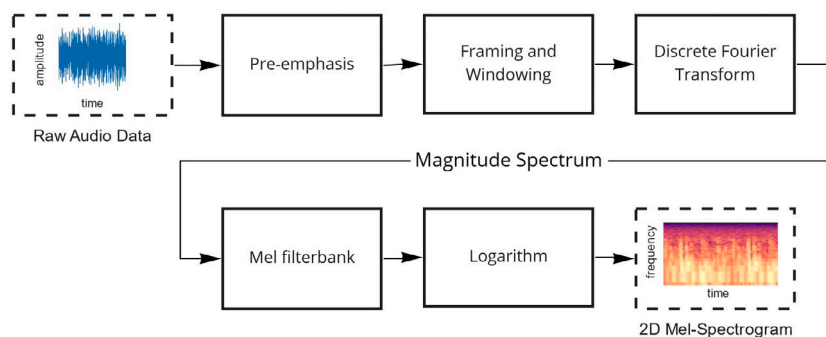 amplitude
time
Raw Audio Data
Pre-emphasis
Framing and
Windowing
Discrete Fourier
Transform
Magnitude Spectrum
Mel filterbank
Logarithm
frequency
time
2D Mel-Spectrogram